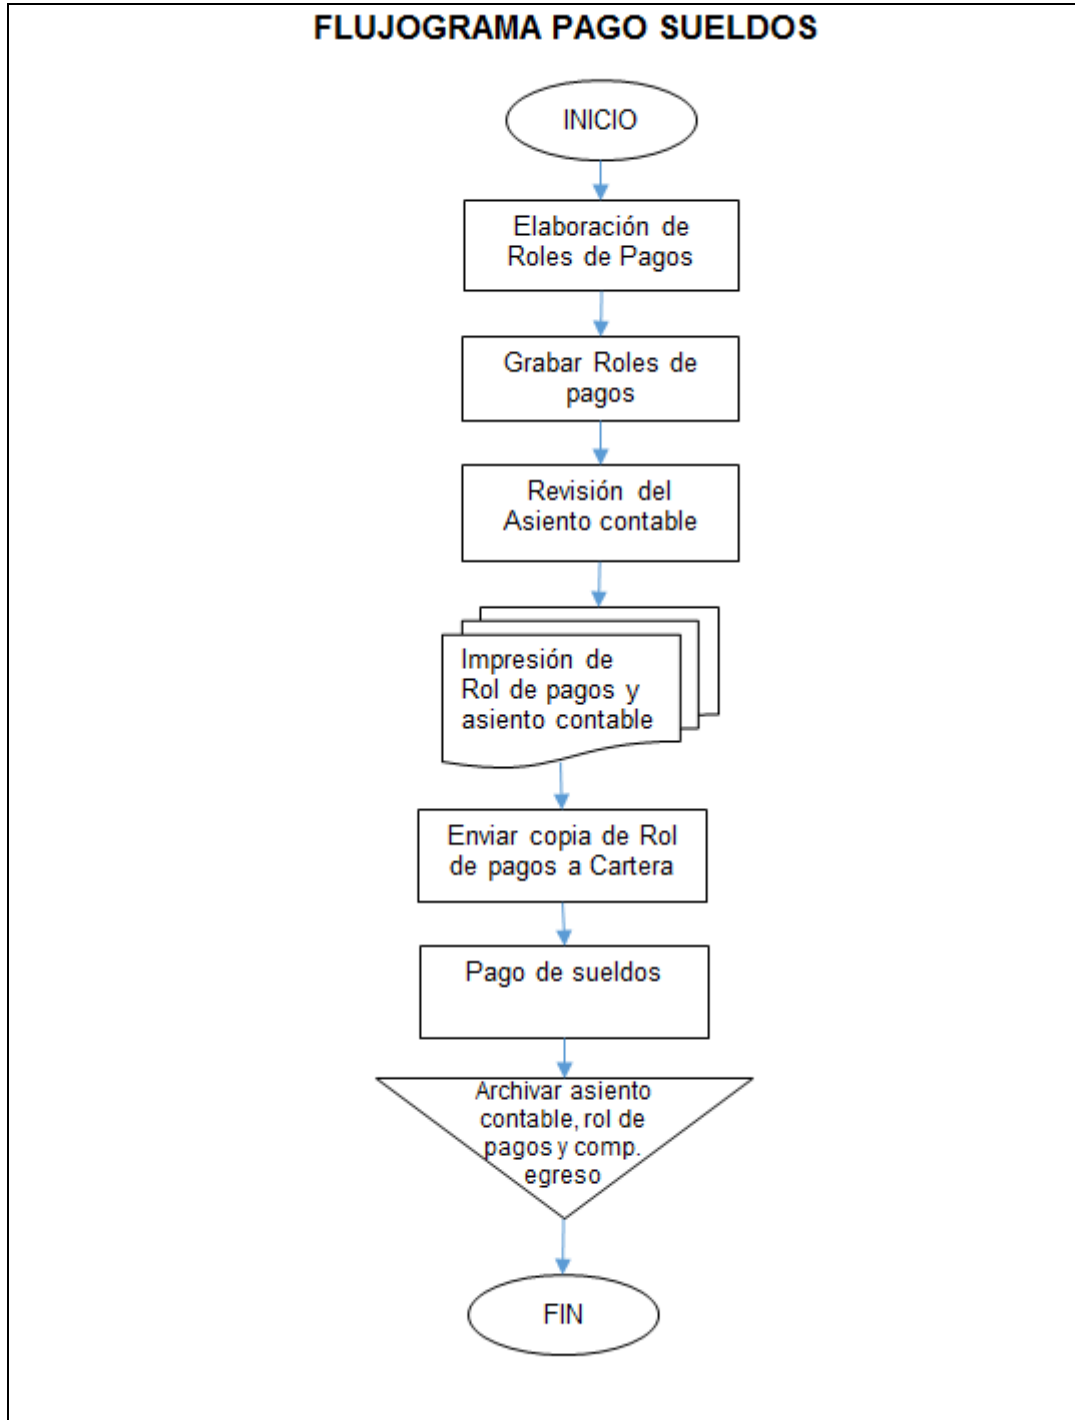 FLUJOGRAMA PAGO SUELDOS
INICIO
Elaboración de
Roles de Pagos
Grabar Roles de
pagos
Revisión del
Asiento contable
Impresión de
Rol de pagos y
asiento contable
Enviar copia de Rol
de pagos a Cartera
Pago de sueldos
Archivar asiento
contable, rol de
pagos y comp.
egreso
FIN